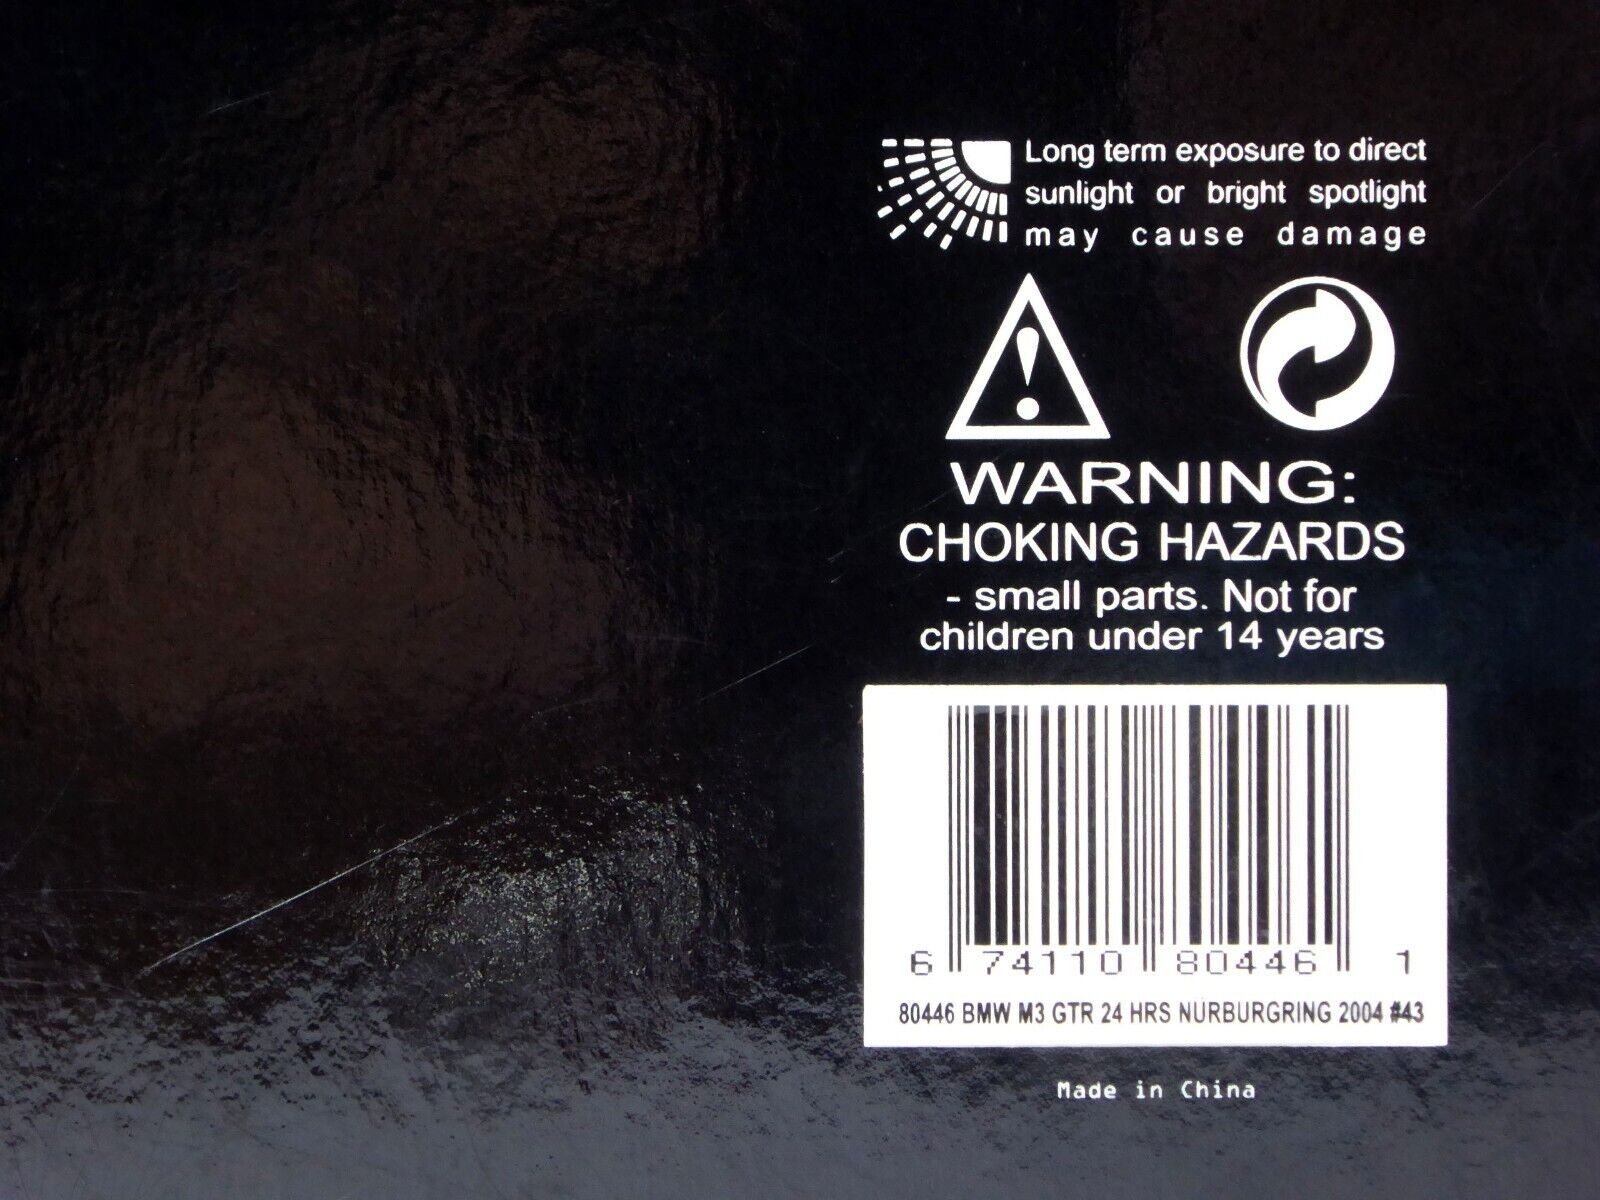 Long term exposure to direct
sunlight or bright spotlight
may cause damage
WARNING:
CHOKING HAZARDS
- small parts. Not for
children under 14 years
6 74110 80446 1
80446 BMW M3 GTR 24 HRS NÜRBURGRING 2004 #43
Made in China